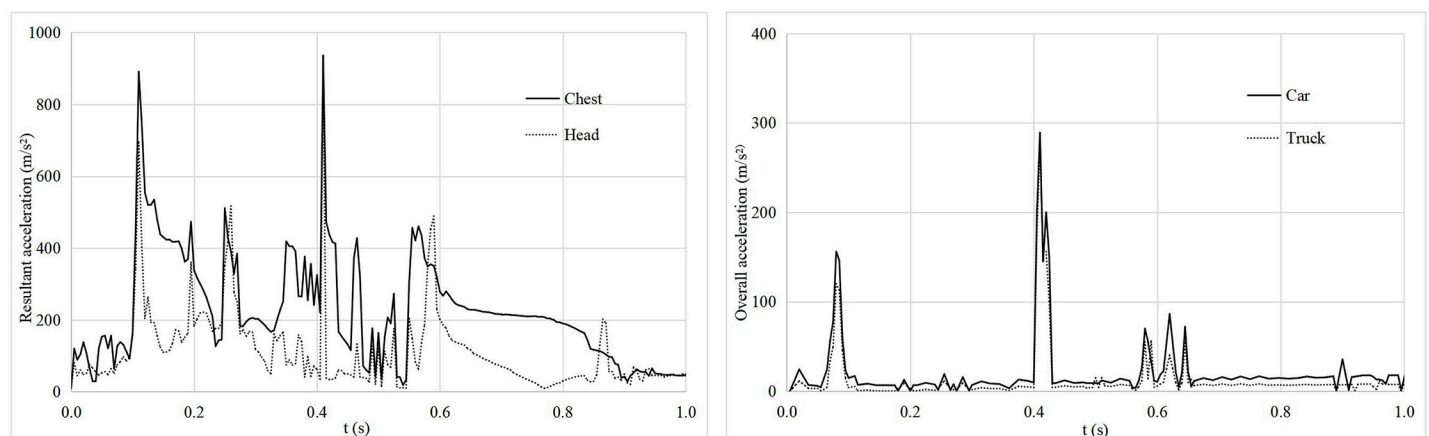 1000
800
600
400
200
0
Resultant acceleration (m/s²)
Chest
Head
0.0 0.2 0.4 0.6 0.8 1.0
t (s)
400
300
200
100
0
Overall acceleration (m/s²)
Car
Truck
0.0 0.2 0.4 0.6 0.8 1.0
t (s)